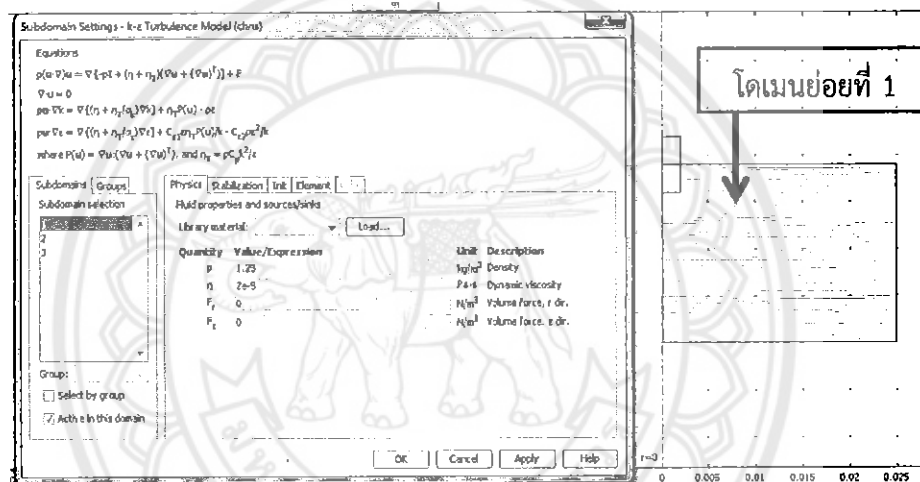 Subdomain Settings - k-ε Turbulence Model (chns)
Equations
ρ(u·∇)u = ∇·[-pI + (η + η_T)(∇u + (∇u)^T)] + F
∇·u = 0
ρu·∇k = ∇·[(η + η_T/σ_k)∇k] + η_T P(u) - ρε
ρu·∇ε = ∇·[(η + η_T/σ_ε)∇ε] + C_ε1 εη_T P(u)/k - C_ε2 ρε²/k
where P(u) = ∇u:(∇u + (∇u)^T), and η_T = ρC_μ k²/ε
Subdomains Groups
Subdomain selection
2
3
Group:
Select by group
Active in this domain
Physics Stabilization Init Element
Fluid properties and sources/sinks
Library material: Load...
Quantity Value/Expression Unit Description
ρ 1.25 kg/m³ Density
η 2e-5 Pa·s Dynamic viscosity
F_r 0 N/m³ Volume force, r dir.
F_z 0 N/m³ Volume force, z dir.
OK Cancel Apply Help
โดเมนย่อยที่ 1
r=0
0 0.005 0.01 0.015 0.02 0.025